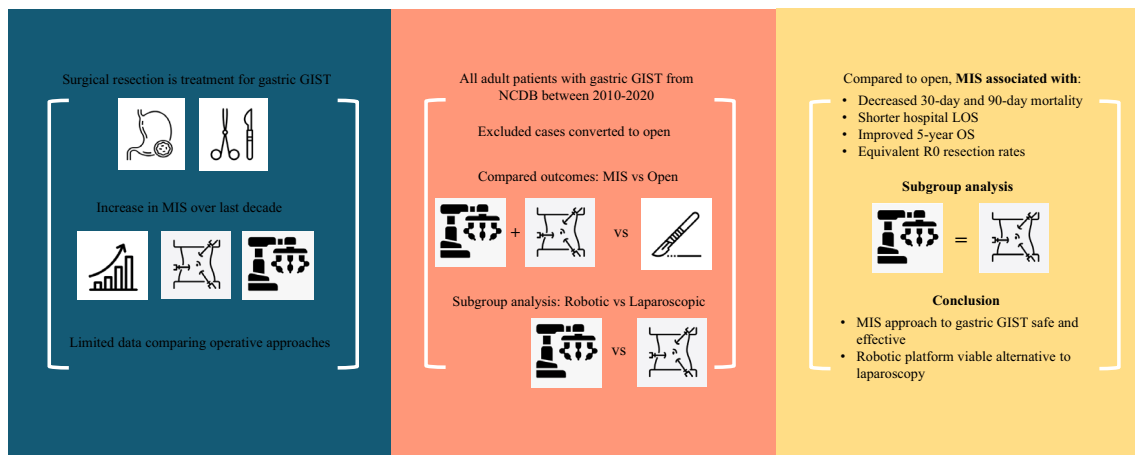 Surgical resection is treatment for gastric GIST
Increase in MIS over last decade
Limited data comparing operative approaches
All adult patients with gastric GIST from
NCDB between 2010-2020
Excluded cases converted to open
Compared outcomes: MIS vs Open
+ vs
Subgroup analysis: Robotic vs Laparoscopic
vs
Compared to open, MIS associated with:
• Decreased 30-day and 90-day mortality
• Shorter hospital LOS
• Improved 5-year OS
• Equivalent R0 resection rates
Subgroup analysis
=
Conclusion
• MIS approach to gastric GIST safe and
effective
• Robotic platform viable alternative to
laparoscopy